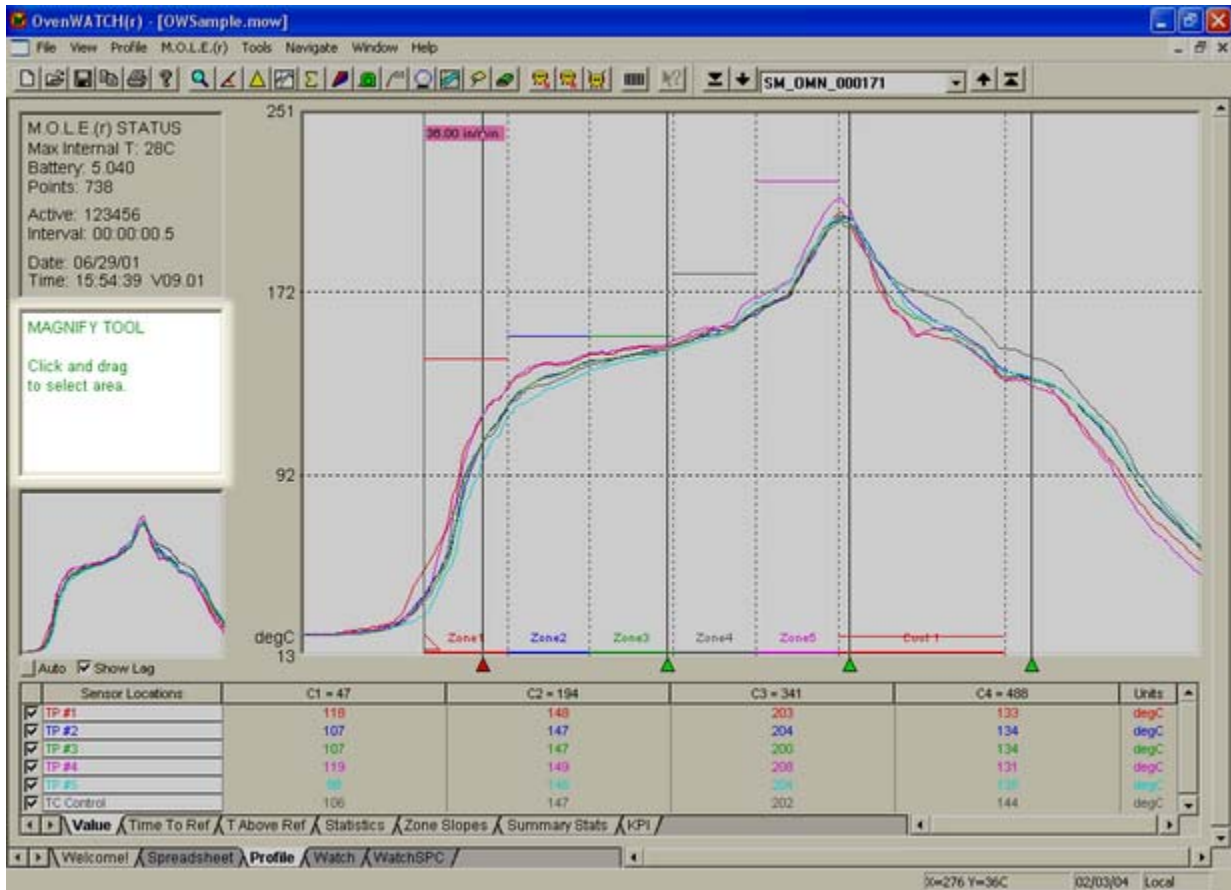 OvenWATCH(r) - [OWSample.mow]
File View Profile M.O.L.E.(r) Tools Navigate Window Help
SM_OMN_000171
M.O.L.E.(r) STATUS
Max Internal T: 28C
Battery: 5.040
Points: 738
Active: 123456
Interval: 00:00:00.5
Date: 06/29/01
Time: 15:54:39 V09.01
MAGNIFY TOOL
Click and drag
to select area.
Auto Show Lag
251
172
92
degC
13
36.00 in/min
Zone1 Zone2 Zone3 Zone4 Zone5 Cust 1
Sensor Locations C1 = 47 C2 = 194 C3 = 341 C4 = 488 Units
TP #1 118 148 203 133 degC
TP #2 107 147 204 134 degC
TP #3 107 147 200 134 degC
TP #4 119 149 208 131 degC
TP #5 degC
TC Control 106 147 202 144 degC
Value Time To Ref T Above Ref Statistics Zone Slopes Summary Stats KPI
Welcome! Spreadsheet Profile Watch WatchSPC
X=276 Y=36C 02/03/04 Local